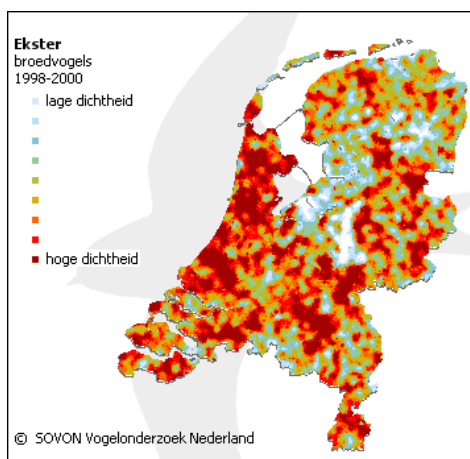 Ekster
broedvogels
1998-2000
lage dichtheid
hoge dichtheid
© SOVON Vogelonderzoek Nederland